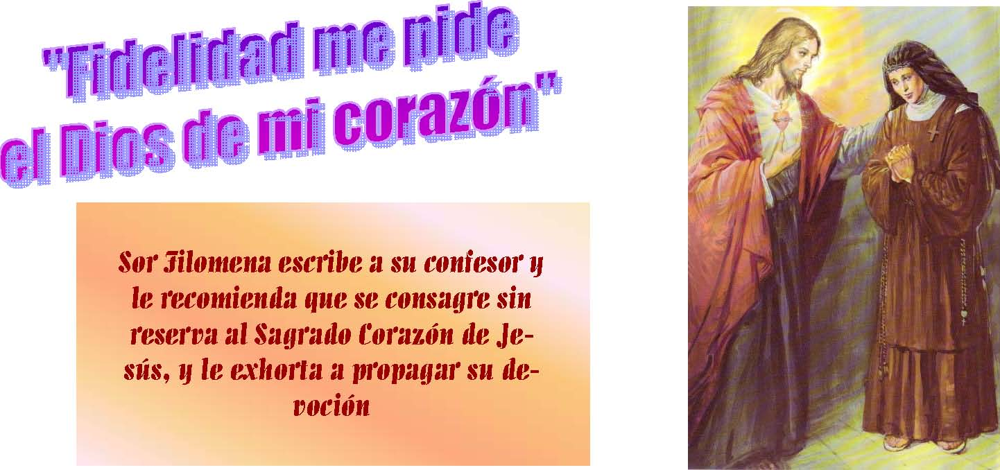 "Fidelidad me pide
el Dios de mi corazón"
Sor Filomena escribe a su confesor y
le recomienda que se consagre sin
reserva al Sagrado Corazón de Je-
sús, y le exhorta a propagar su de-
voción